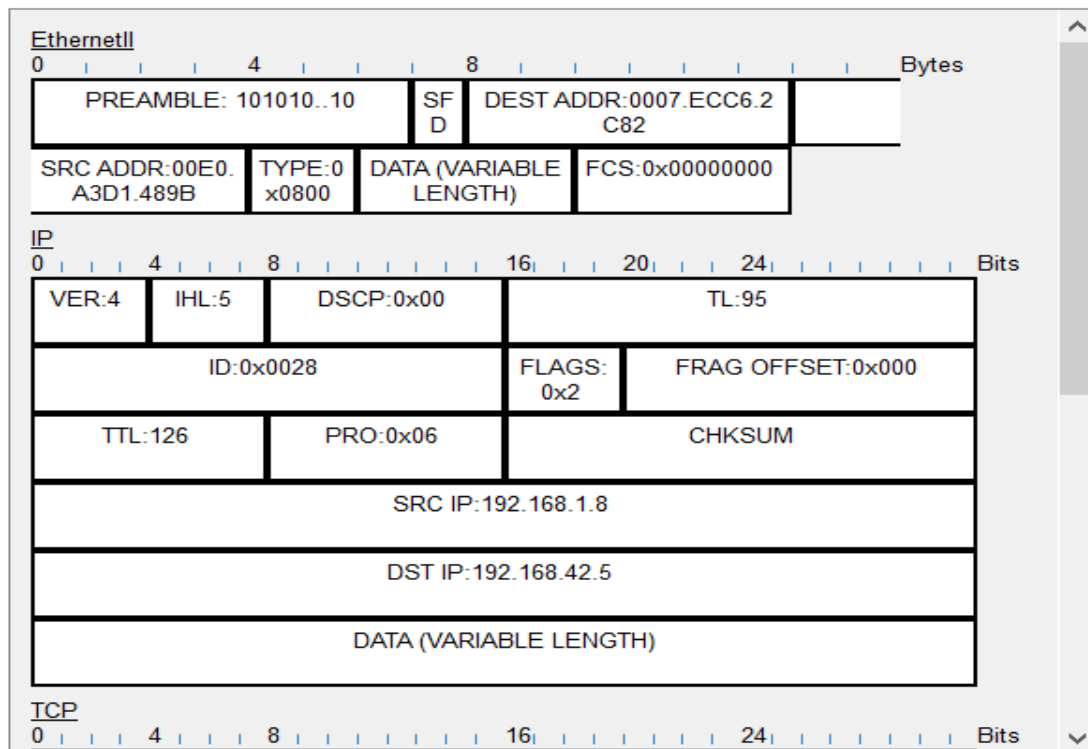 EthernetII
0 4 8 Bytes
PREAMBLE: 101010..10 SF DEST ADDR:0007.ECC6.2
D C82
SRC ADDR:00E0. TYPE:0 DATA (VARIABLE FCS:0x00000000
A3D1.489B x0800 LENGTH)
IP
0 4 8 16 20 24 Bits
VER:4 IHL:5 DSCP:0x00 TL:95
ID:0x0028 FLAGS: FRAG OFFSET:0x000
0x2
TTL:126 PRO:0x06 CHKSUM
SRC IP:192.168.1.8
DST IP:192.168.42.5
DATA (VARIABLE LENGTH)
TCP
0 4 8 16 24 Bits